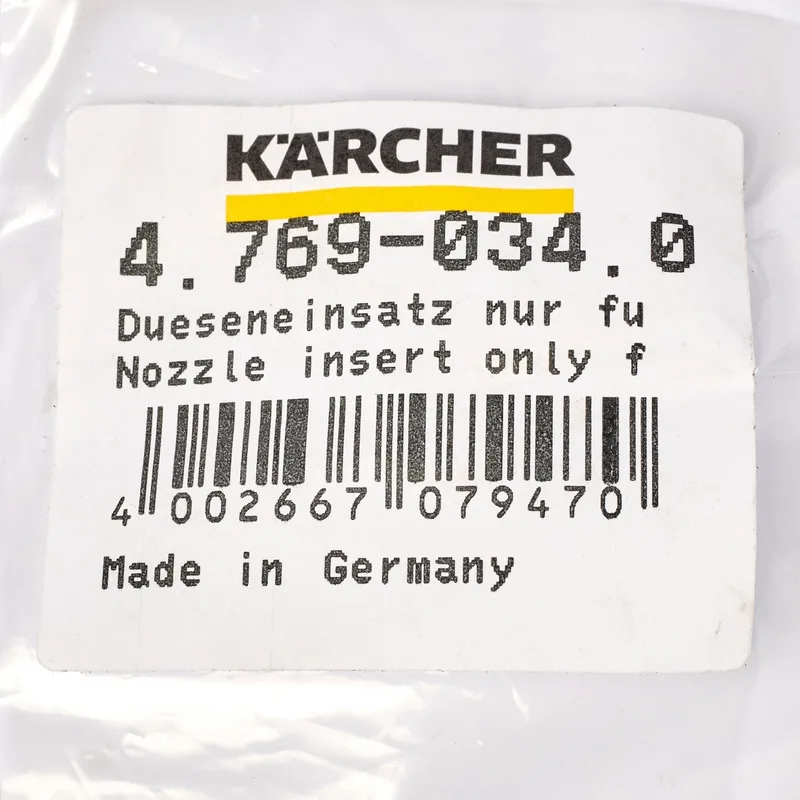 KÄRCHER
4.769-034.0
Dueseneinsatz nur fu
Nozzle insert only f
4 002667 079470
Made in Germany